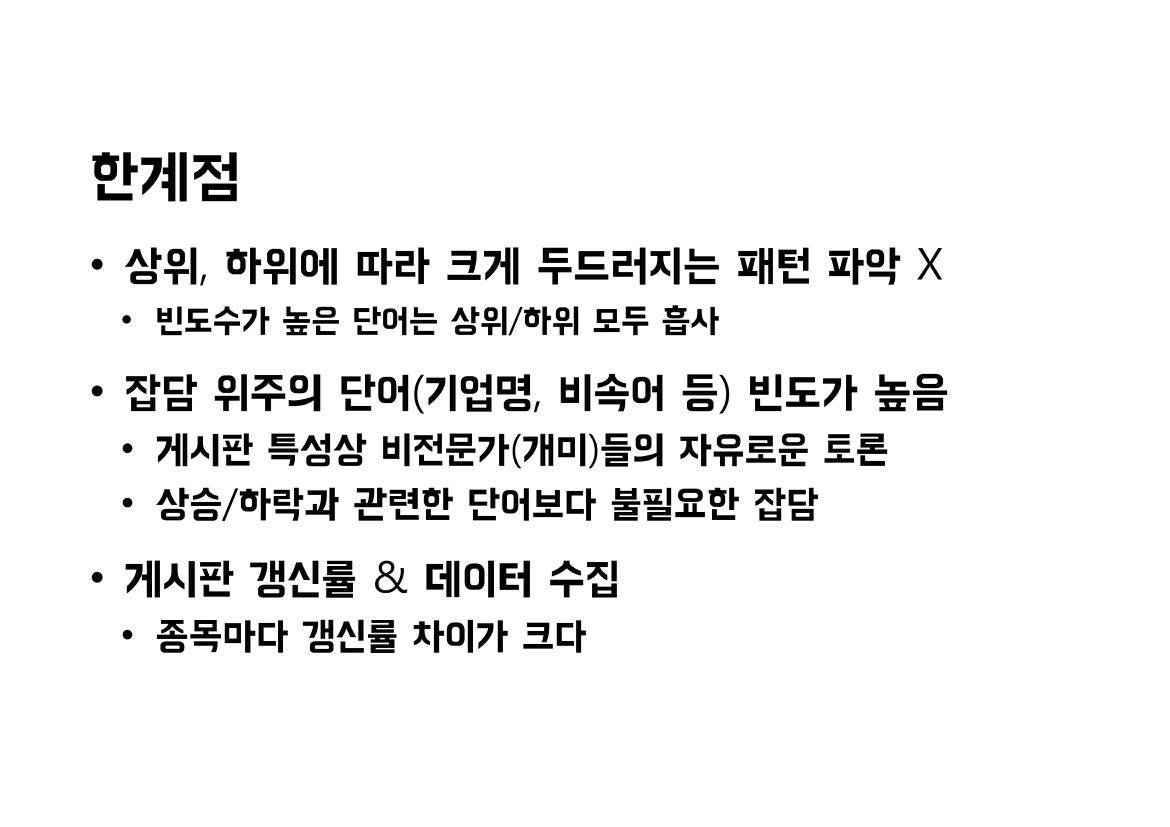 한계점
• 상위, 하위에 따라 크게 두드러지는 패턴 파악 X
• 빈도수가 높은 단어는 상위/하위 모두 흡사
• 잡담 위주의 단어(기업명, 비속어 등) 빈도가 높음
• 게시판 특성상 비전문가(개미)들의 자유로운 토론
• 상승/하락과 관련한 단어보다 불필요한 잡담
• 게시판 갱신률 & 데이터 수집
• 종목마다 갱신률 차이가 크다